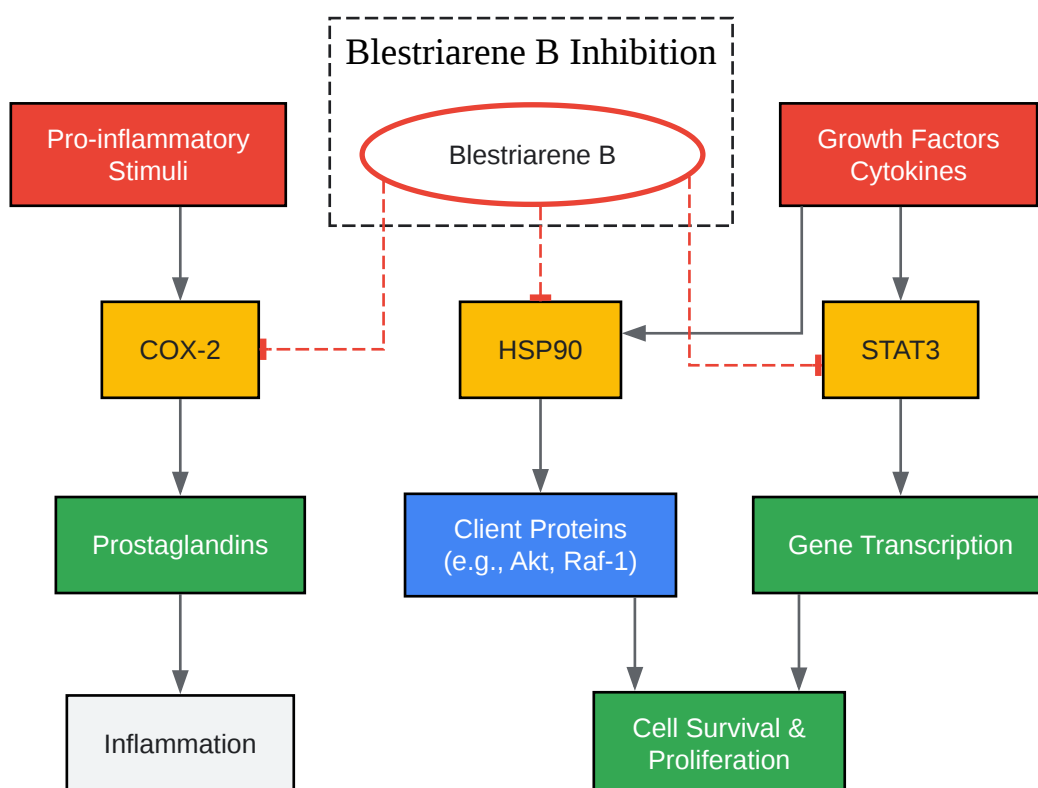 Blestriarene B Inhibition
Pro-inflammatory
Stimuli
Blestriarene B
Growth Factors
Cytokines
COX-2
HSP90
STAT3
Prostaglandins
Client Proteins
(e.g., Akt, Raf-1)
Gene Transcription
Inflammation
Cell Survival &
Proliferation